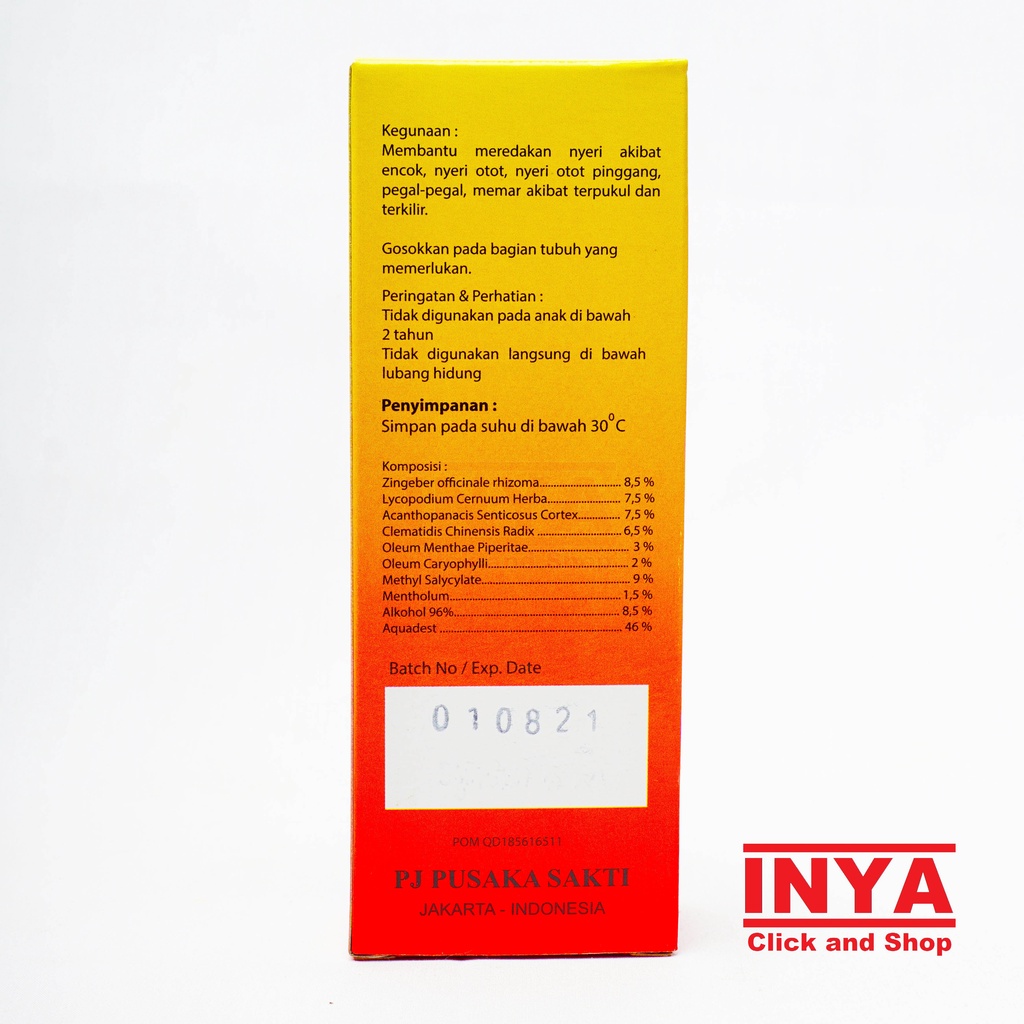 Kegunaan :
Membantu meredakan nyeri akibat
encok, nyeri otot, nyeri otot pinggang,
pegal-pegal, memar akibat terpukul dan
terkilir.
Gosokkan pada bagian tubuh yang
memerlukan.
Peringatan & Perhatian :
Tidak digunakan pada anak di bawah
2 tahun
Tidak digunakan langsung di bawah
lubang hidung
Penyimpanan :
Simpan pada suhu di bawah 30⁰C
Komposisi :
Zingeber officinale rhizoma............................ 8,5 %
Lycopodium Cernuum Herba......................... 7,5 %
Acanthopanacis Senticosus Cortex.............. 7,5 %
Clematidis Chinensis Radix ............................ 6,5 %
Oleum Menthae Piperitae.................................. 3 %
Oleum Caryophylli............................................... 2 %
Methyl Salycylate.................................................. 9 %
Mentholum.......................................................... 1,5 %
Alkohol 96%......................................................... 8,5 %
Aquadest .............................................................. 46 %
Batch No / Exp. Date
010821
POM QD185616511
PJ PUSAKA SAKTI
JAKARTA - INDONESIA
INYA
Click and Shop